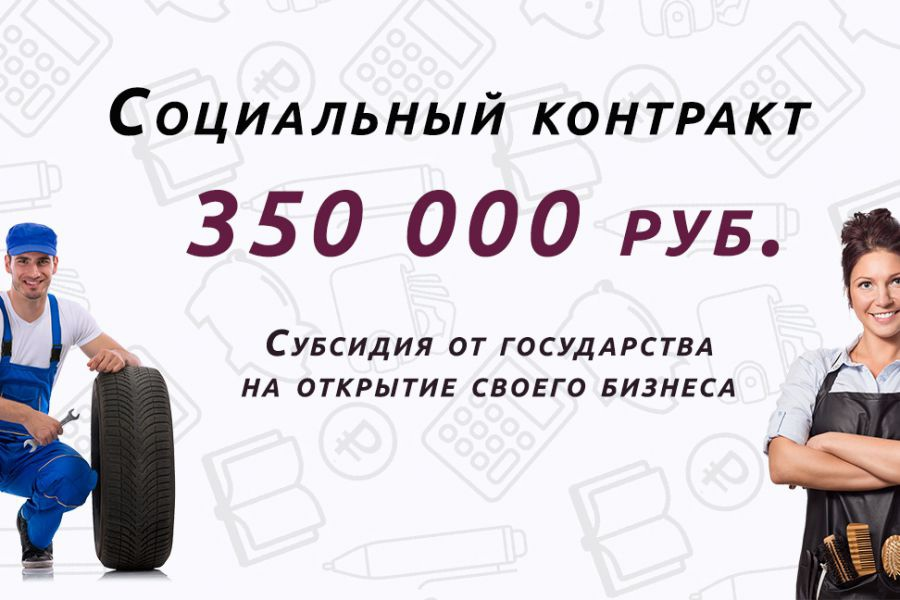 Социальный контракт
350 000 руб.
Субсидия от государства
на открытие своего бизнеса